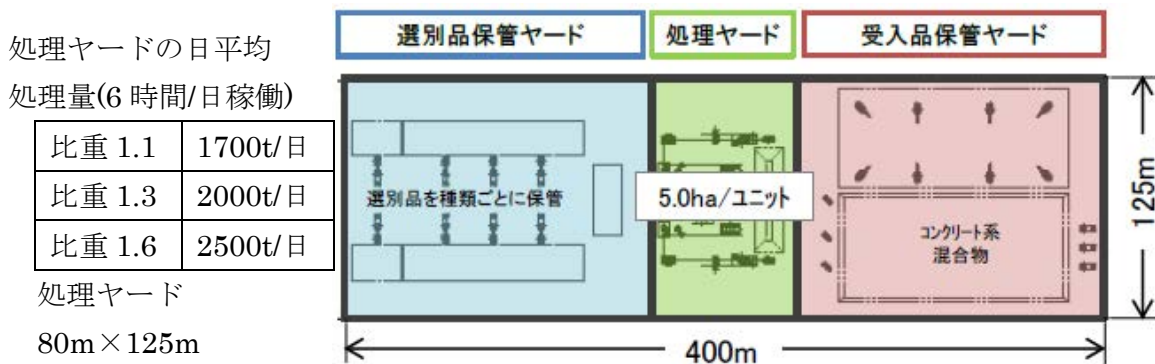 処理ヤードの日平均
処理量(6 時間/日稼働)
比重 1.1 1700t/日
比重 1.3 2000t/日
比重 1.6 2500t/日
処理ヤード
80m×125m
選別品保管ヤード 処理ヤード 受入品保管ヤード
選別品を種類ごとに保管
5.0ha/ユニット
コンクリート系
混合物
125m
400m